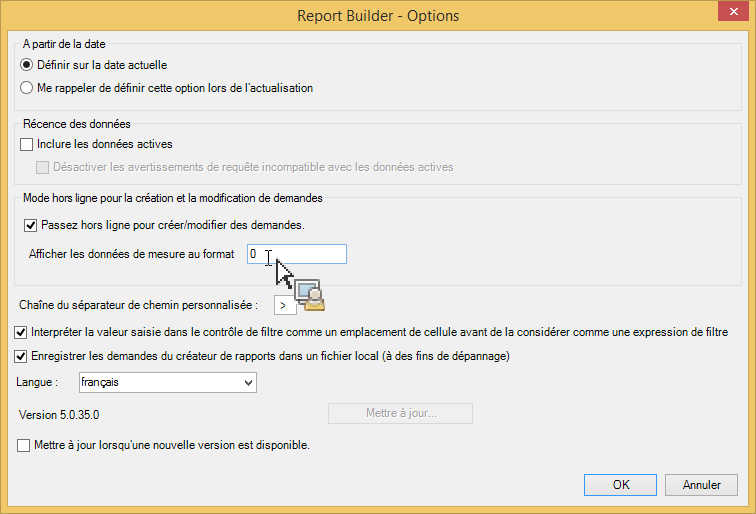 Report Builder - Options
A partir de la date
Définir sur la date actuelle
Me rappeler de définir cette option lors de l'actualisation
Récence des données
Inclure les données actives
Désactiver les avertissements de requête incompatible avec les données actives
Mode hors ligne pour la création et la modification de demandes
Passez hors ligne pour créer/modifier des demandes.
Afficher les données de mesure au format 0
Chaîne du séparateur de chemin personnalisée : >
Interpréter la valeur saisie dans le contrôle de filtre comme un emplacement de cellule avant de la considérer comme une expression de filtre
Enregistrer les demandes du créateur de rapports dans un fichier local (à des fins de dépannage)
Langue : français
Version 5.0.35.0 Mettre à jour...
Mettre à jour lorsqu'une nouvelle version est disponible.
OK Annuler